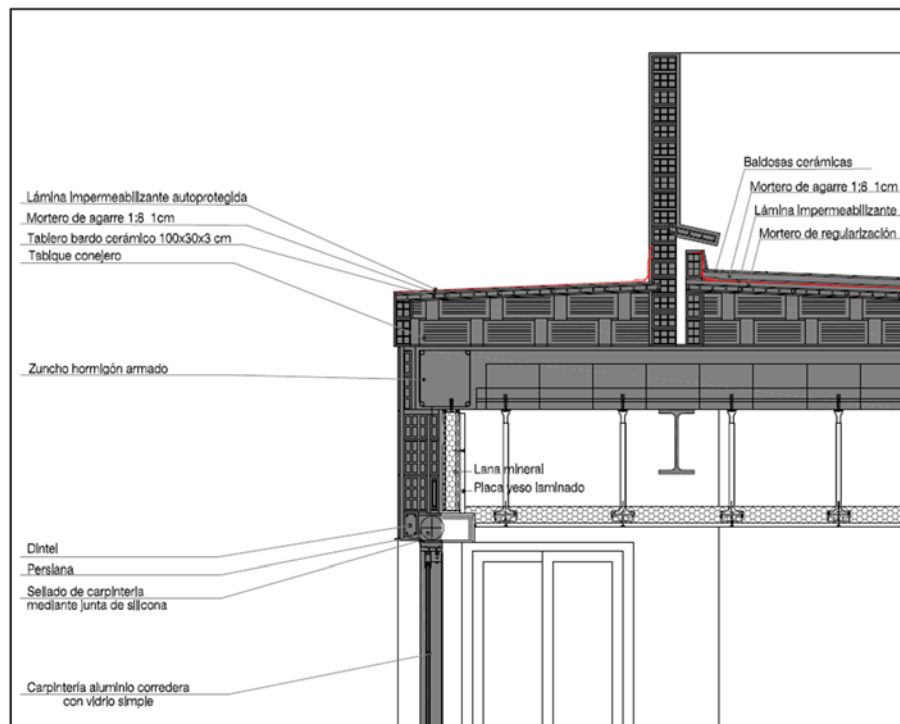 Lámina impermeabilizante autoprotegida
Mortero de agarre 1:8 1cm
Tablero bardo cerámico 100x30x3 cm
Tabique conejero
Zuncho hormigón armado
Dintel
Persiana
Sellado de carpintería
mediante junta de silicona
Carpintería aluminio corredera
con vidrio simple
Lana mineral
Placa yeso laminado
Baldosas cerámicas
Mortero de agarre 1:8 1cm
Lámina impermeabilizante
Mortero de regularización